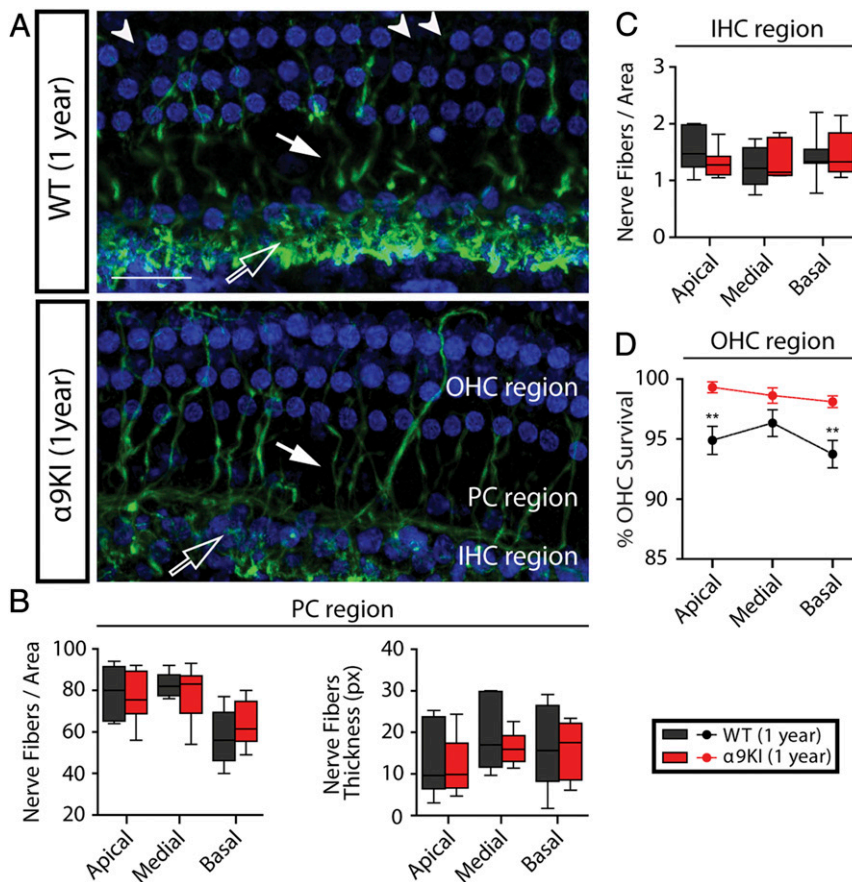 A
WT (1 year)
α9KI (1year)
OHC region
PC region
IHC region
B
PC region
Nerve Fibers / Area
100
80
60
40
20
Apical
Medial
Basal
Nerve Fibers
Thickness (px)
40
30
20
10
0
Apical
Medial
Basal
C
IHC region
Nerve Fibers / Area
3
2
1
0
Apical
Medial
Basal
D
OHC region
% OHC Survival
100
95
90
85
**
**
Apical
Medial
Basal
WT (1 year)
α9KI (1 year)